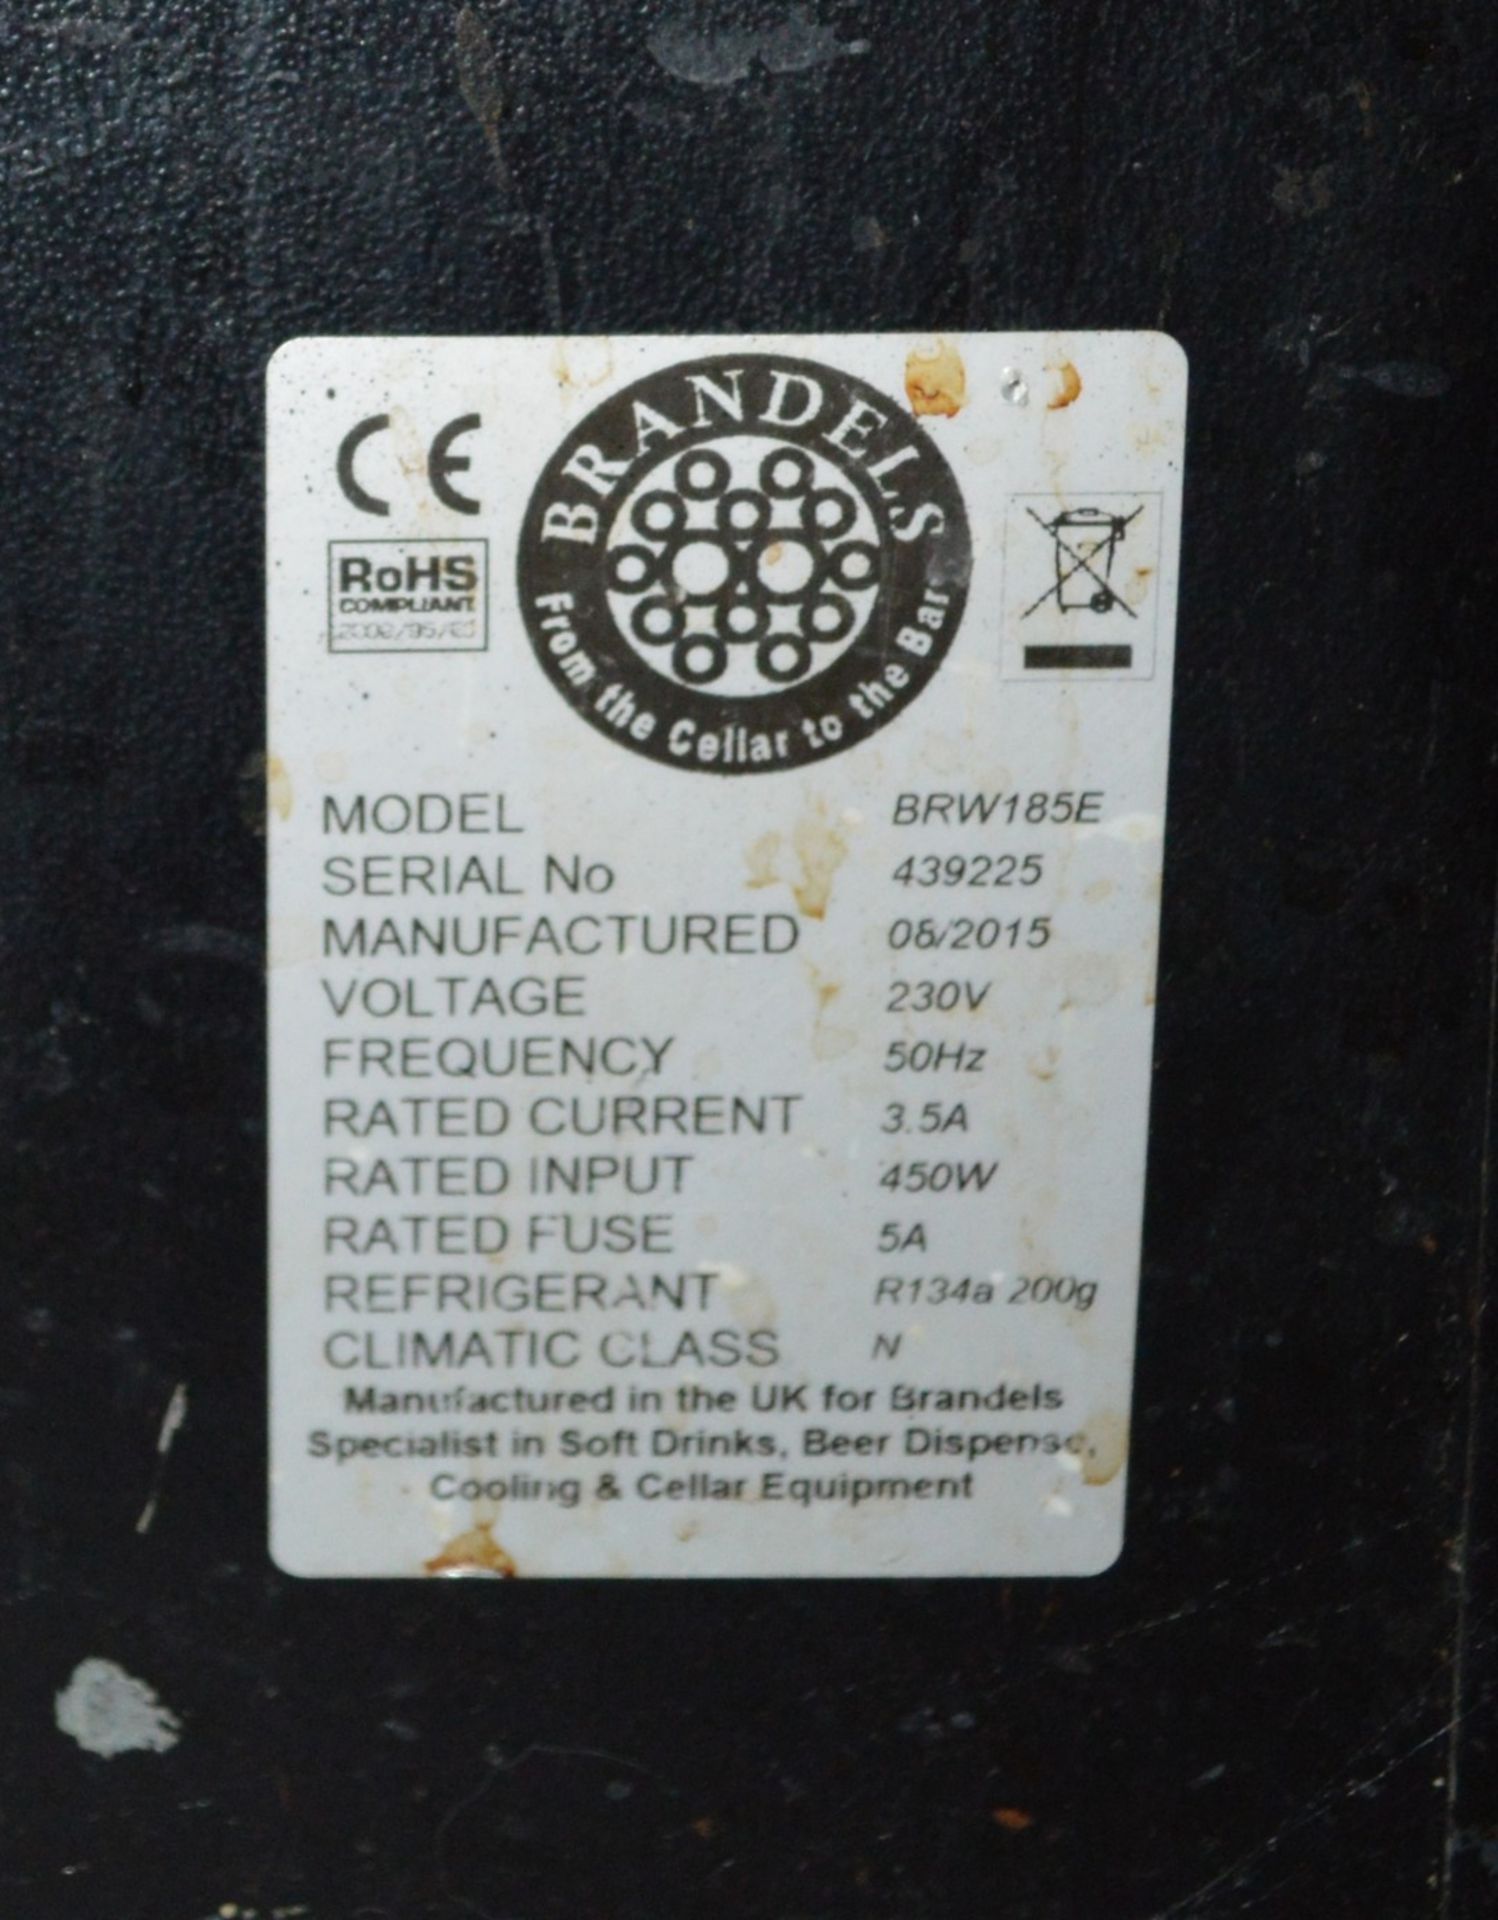 CE
BRANDELS
From the Cellar to the Bar
RoHS
COMPLIANT
MODEL BRW185E
SERIAL No 439225
MANUFACTURED 08/2015
VOLTAGE 230V
FREQUENCY 50Hz
RATED CURRENT 3.5A
RATED INPUT 450W
RATED FUSE 5A
REFRIGERANT R134a 200g
CLIMATIC CLASS N
Manufactured in the UK for Brandels
Specialist in Soft Drinks, Beer Dispense,
Cooling & Cellar Equipment